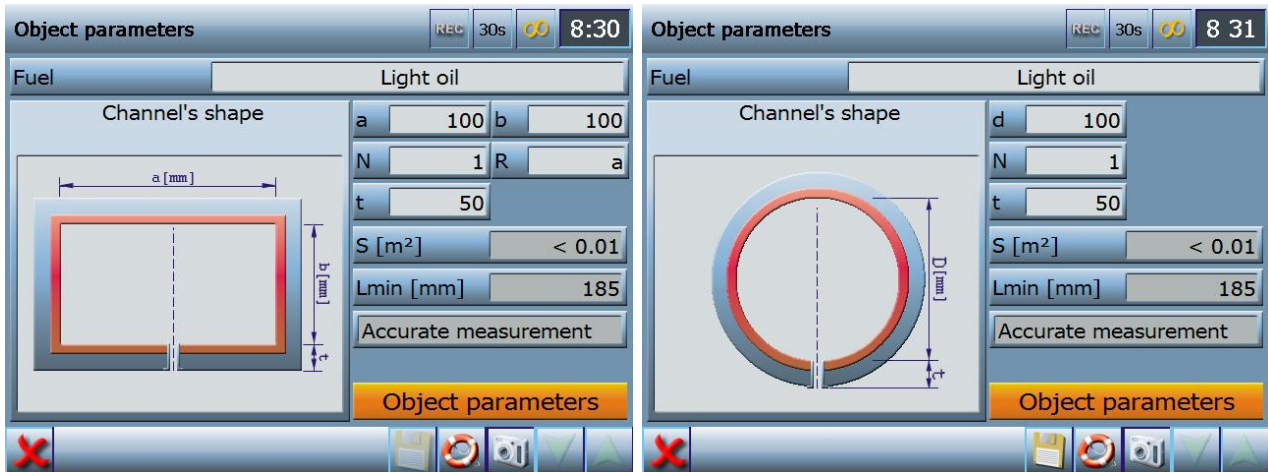 Object parameters REC 30s 8:30
Fuel Light oil
Channel's shape
a 100 b 100
N 1 R a
t 50
S [m²] < 0.01
Lmin [mm] 185
Accurate measurement
a [mm]
b [mm]
t
Object parameters
Object parameters REC 30s 8 31
Fuel Light oil
Channel's shape
d 100
N 1
t 50
S [m²] < 0.01
Lmin [mm] 185
Accurate measurement
D [mm]
t
Object parameters